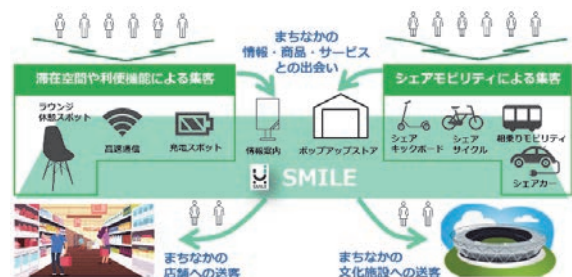 まちなかの
情報・商品・サービス
との出会い
滞在空間や利便機能による集客
シェアモビリティによる集客
ラウンジ
休憩スポット
高速通信
充電スポット
情報案内
ポップアップストア
シェア
キックボード
シェア
サイクル
相乗りモビリティ
シェアカー
SMILE
まちなかの
店舗への送客
まちなかの
文化施設への送客